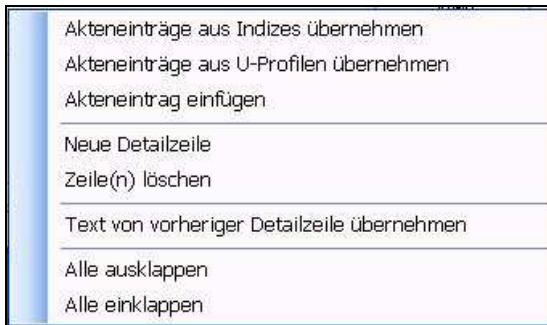 Akteneinträge aus Indizes übernehmen
Akteneinträge aus U-Profilen übernehmen
Akteneintrag einfügen
Neue Detailzeile
Zeile(n) löschen
Text von vorheriger Detailzeile übernehmen
Alle ausklappen
Alle einklappen